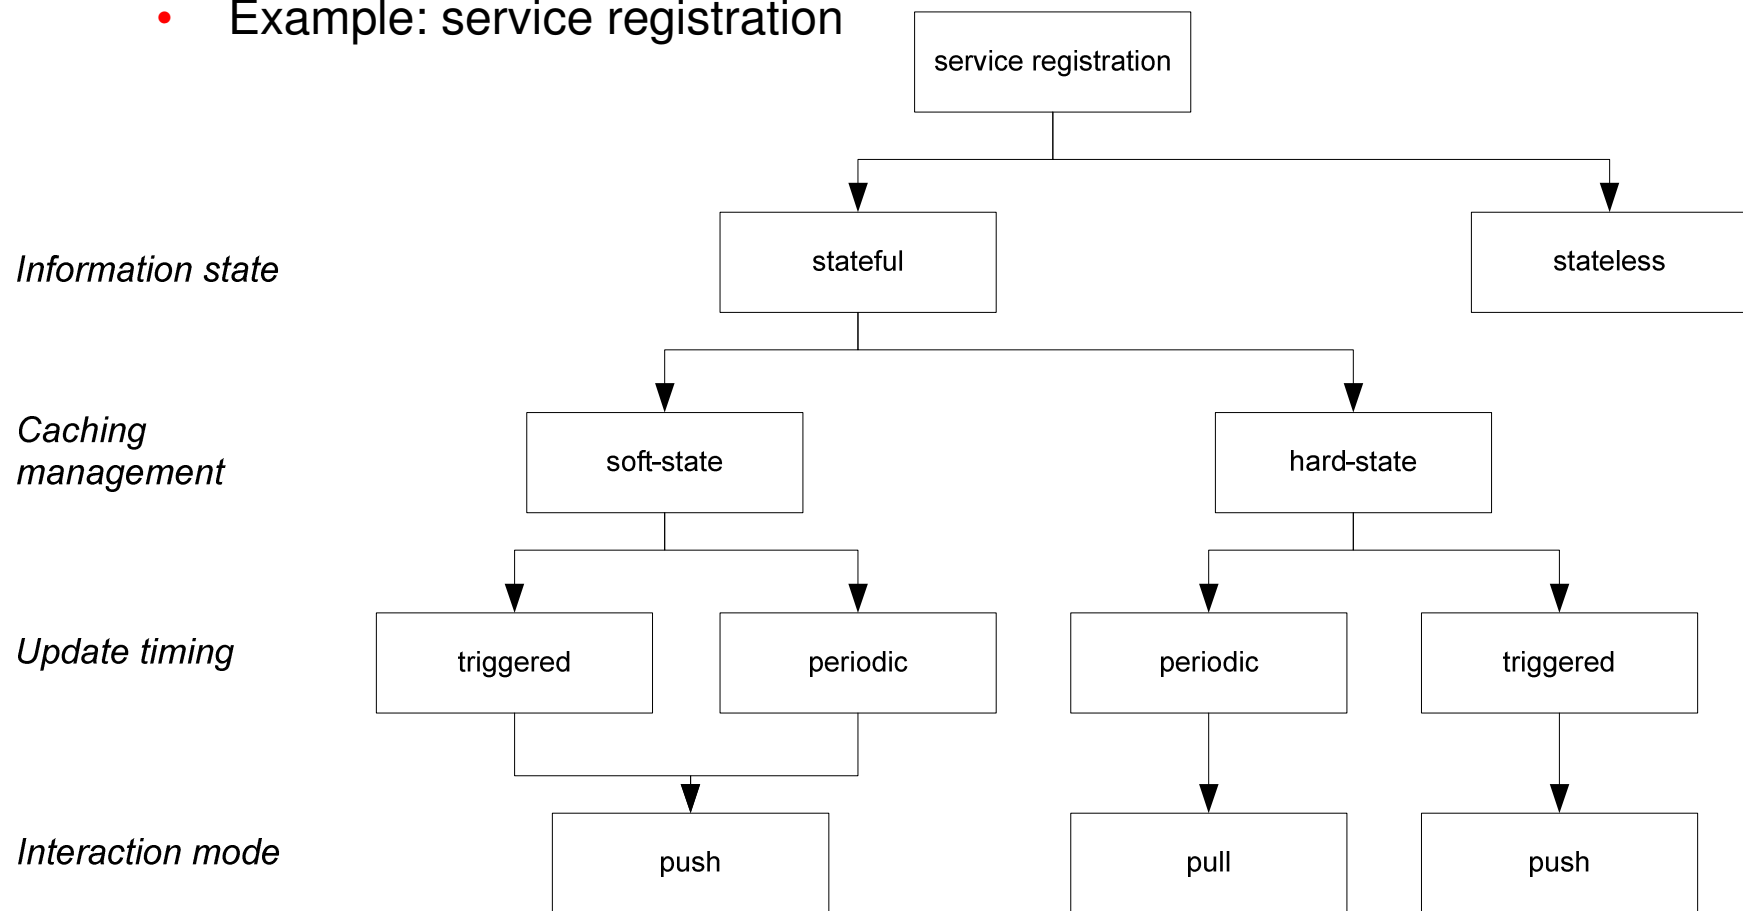 • Example: service registration
service registration
Information state
stateful
stateless
Caching
management
soft-state
hard-state
Update timing
triggered
periodic
periodic
triggered
Interaction mode
push
pull
push